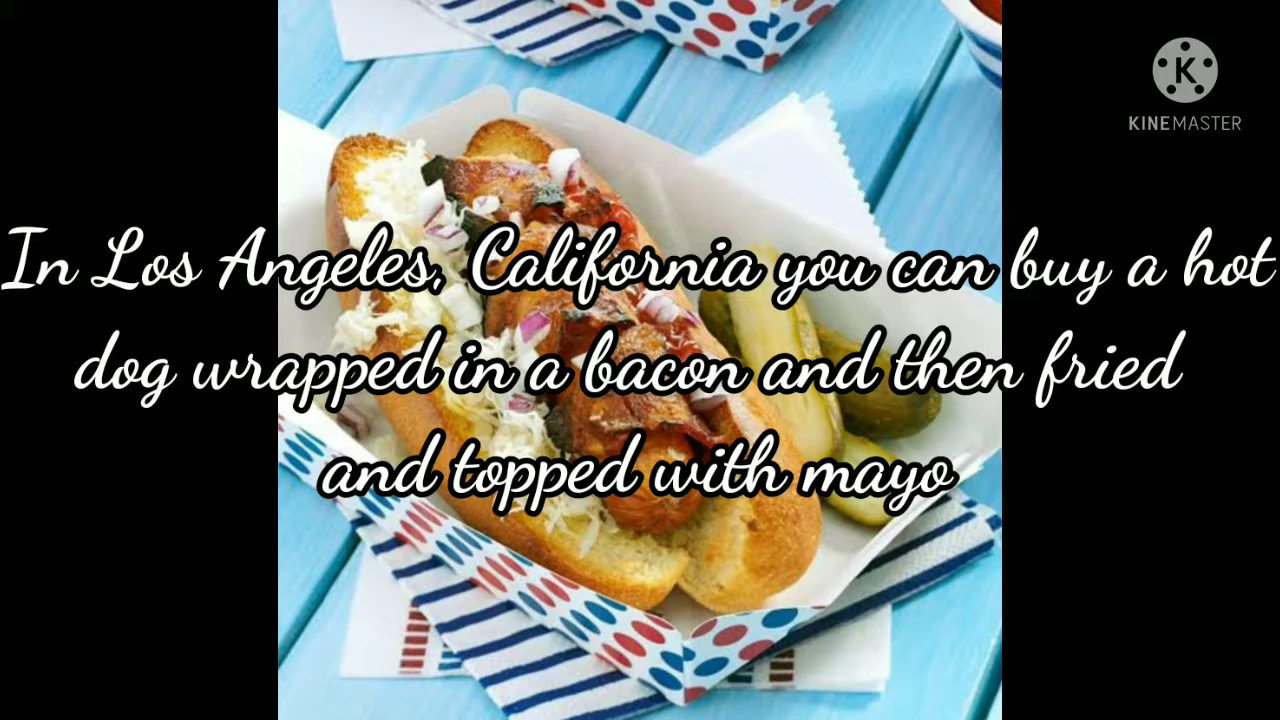 K
KINEMASTER
In Los Angeles, California you can buy a hot
dog wrapped in a bacon and then fried
and topped with mayo